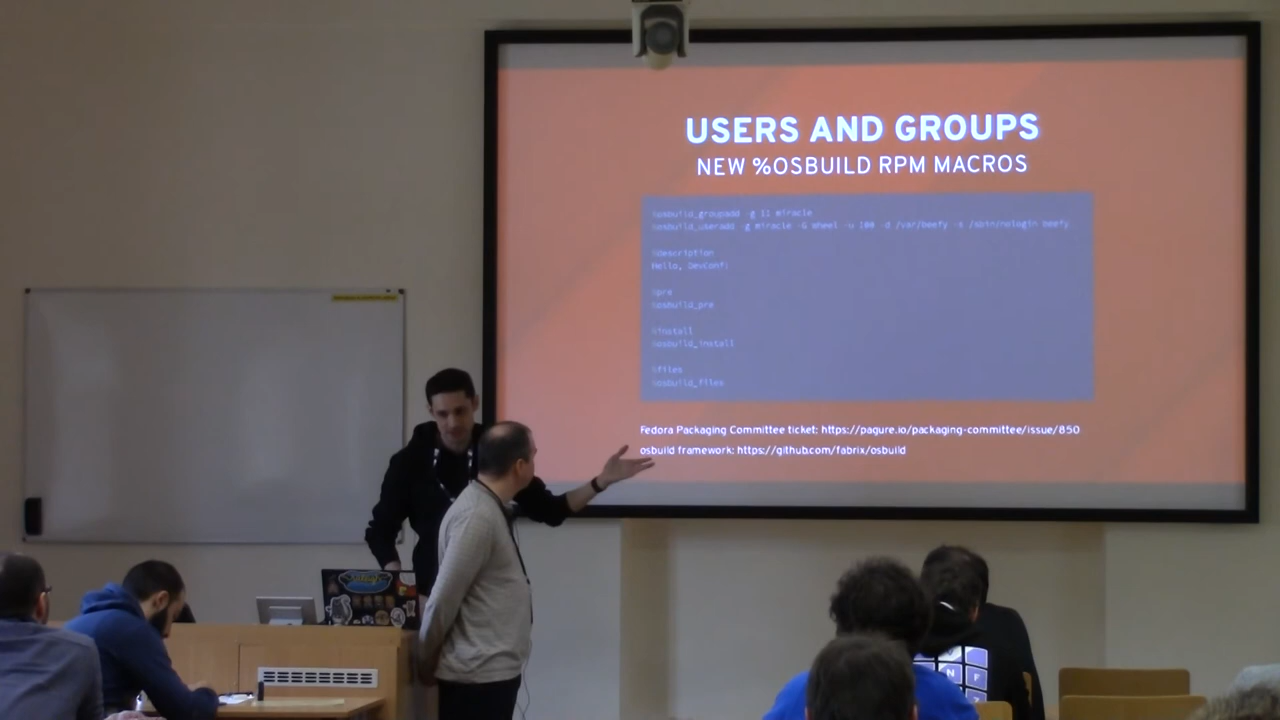 USERS AND GROUPS
NEW %OSBUILD RPM MACROS
%osbuild_groupadd -g 11 miracle
%osbuild_useradd -g miracle -G wheel -u 100 -d /var/beefy -s /sbin/nologin beefy
%description
Hello, DevConf!
%pre
%osbuild_pre
%install
%osbuild_install
%files
%osbuild_files
Fedora Packaging Committee ticket: https://pagure.io/packaging-committee/issue/850
osbuild framework: https://github.com/fabrix/osbuild
N F